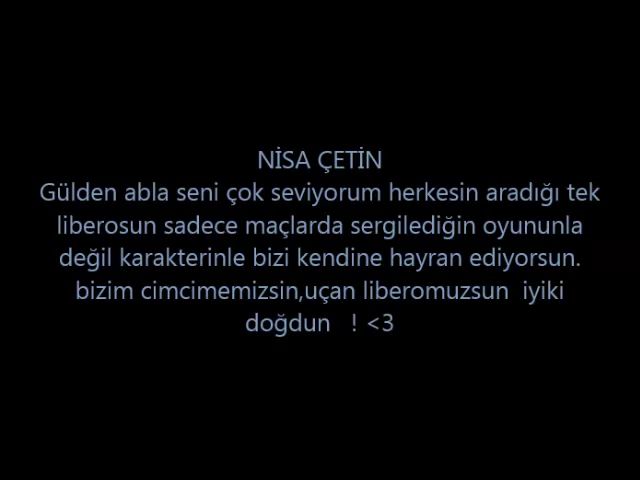 NİSA ÇETİN
Gülden abla seni çok seviyorum herkesin aradığı tek
liberosun sadece maçlarda sergilediğin oyununla
değil karakterinle bizi kendine hayran ediyorsun.
bizim cimcimemizsin,uçan liberomuzsun  iyiki
doğdun   ! <3